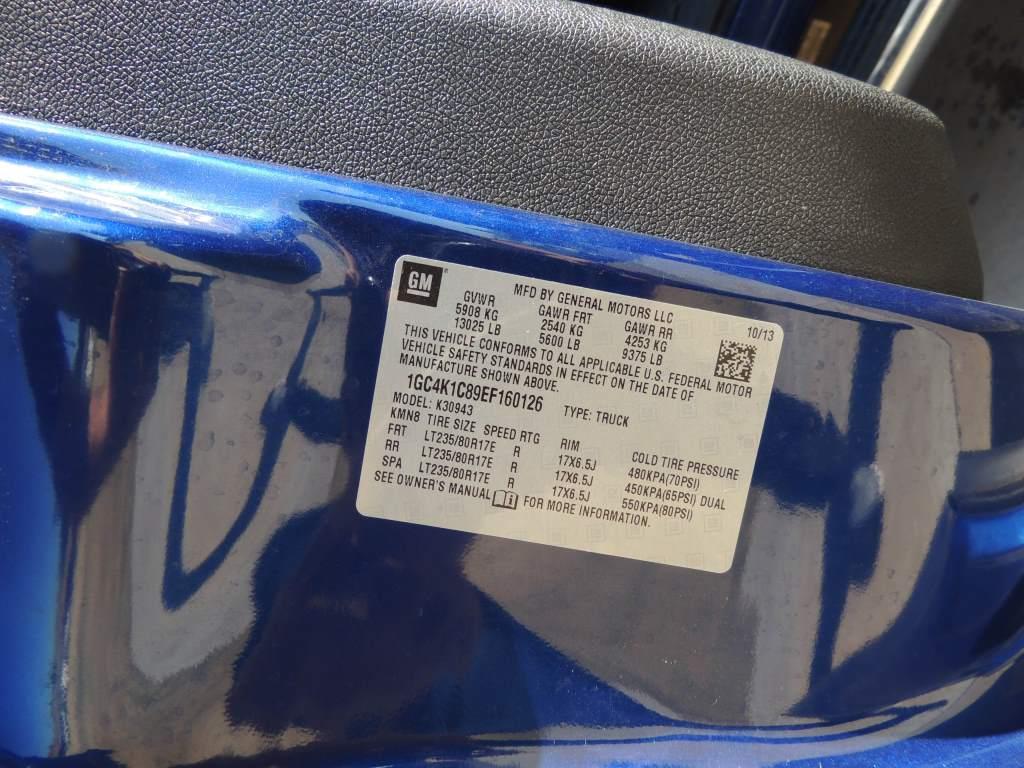 GM
MFD BY GENERAL MOTORS LLC 10/13
GVWR GAWR FRT GAWR RR
5908 KG 2540 KG 4253 KG
13025 LB 5600 LB 9375 LB
THIS VEHICLE CONFORMS TO ALL APPLICABLE U.S. FEDERAL MOTOR
VEHICLE SAFETY STANDARDS IN EFFECT ON THE DATE OF
MANUFACTURE SHOWN ABOVE.
1GC4K1C89EF160126 TYPE: TRUCK
MODEL: K30943
KMN8 TIRE SIZE SPEED RTG RIM COLD TIRE PRESSURE
FRT LT235/80R17E R 17X6.5J 480KPA(70PSI)
RR LT235/80R17E R 17X6.5J 450KPA(65PSI) DUAL
SPA LT235/80R17E R 17X6.5J 550KPA(80PSI)
SEE OWNER'S MANUAL FOR MORE INFORMATION.